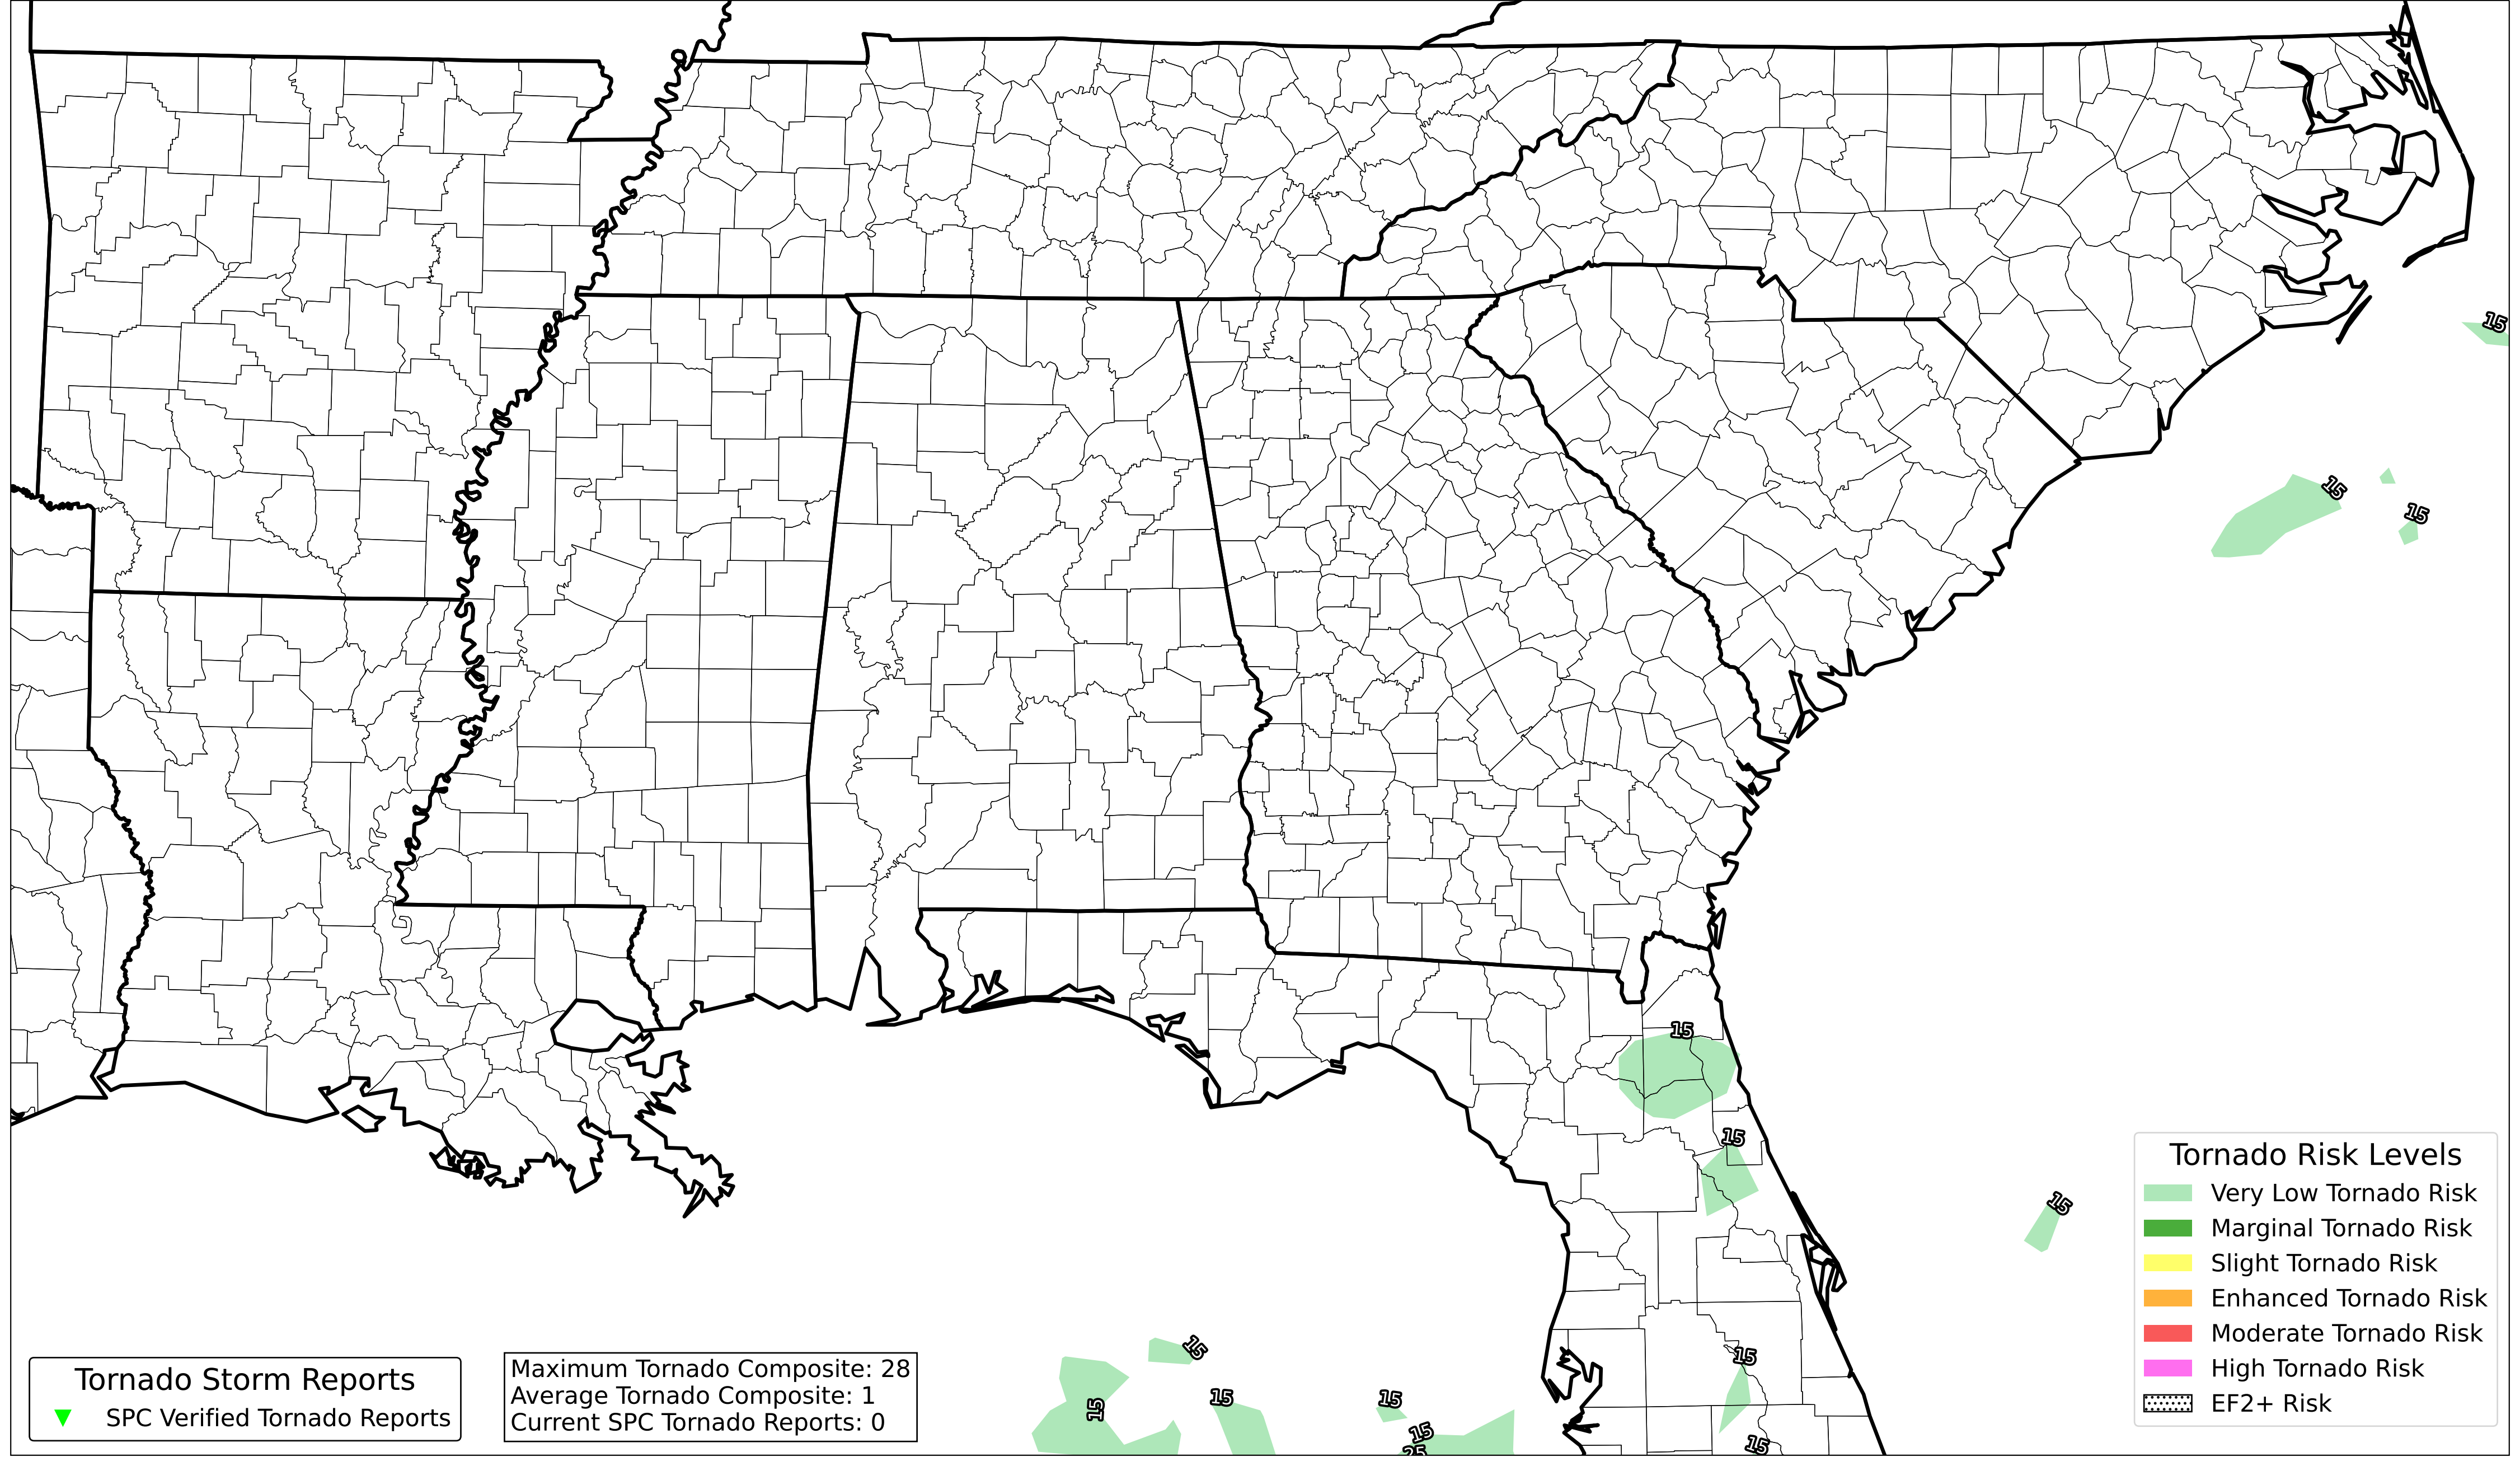 15
15
15
15
15
15
Tornado Risk Levels
Very Low Tornado Risk
Marginal Tornado Risk
Slight Tornado Risk
Enhanced Tornado Risk
Moderate Tornado Risk
High Tornado Risk
EF2+ Risk
15
15
15
15
15
15
15
25
15
Tornado Storm Reports
SPC Verified Tornado Reports
Maximum Tornado Composite: 28
Average Tornado Composite: 1
Current SPC Tornado Reports: 0